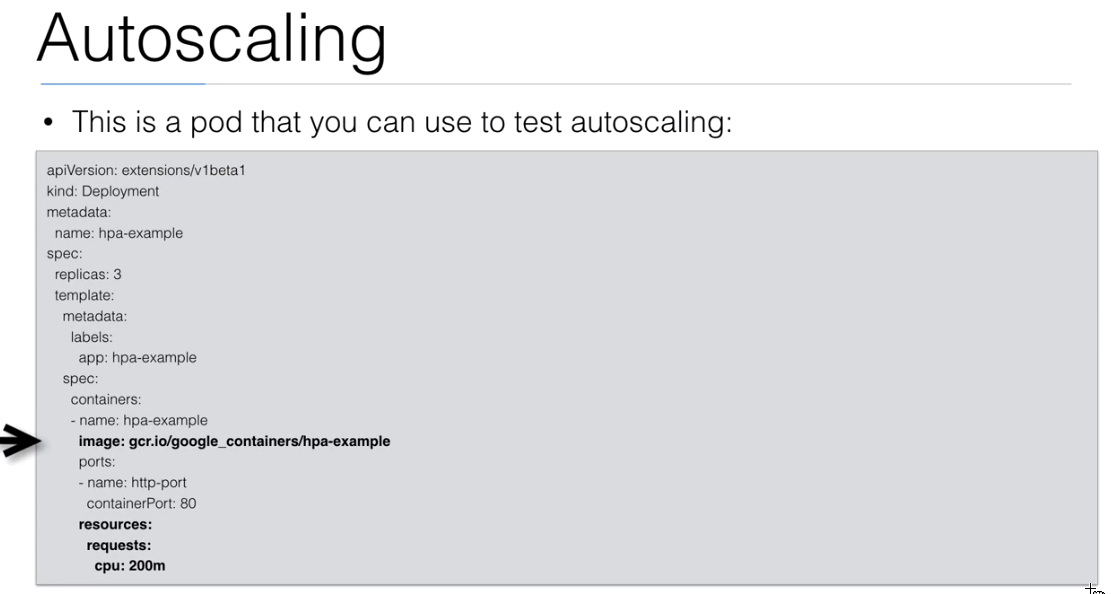 Autoscaling
• This is a pod that you can use to test autoscaling:
apiVersion: extensions/v1beta1
kind: Deployment
metadata:
  name: hpa-example
spec:
  replicas: 3
  template:
    metadata:
      labels:
        app: hpa-example
    spec:
      containers:
      - name: hpa-example
        image: gcr.io/google_containers/hpa-example
        ports:
        - name: http-port
          containerPort: 80
        resources:
          requests:
            cpu: 200m